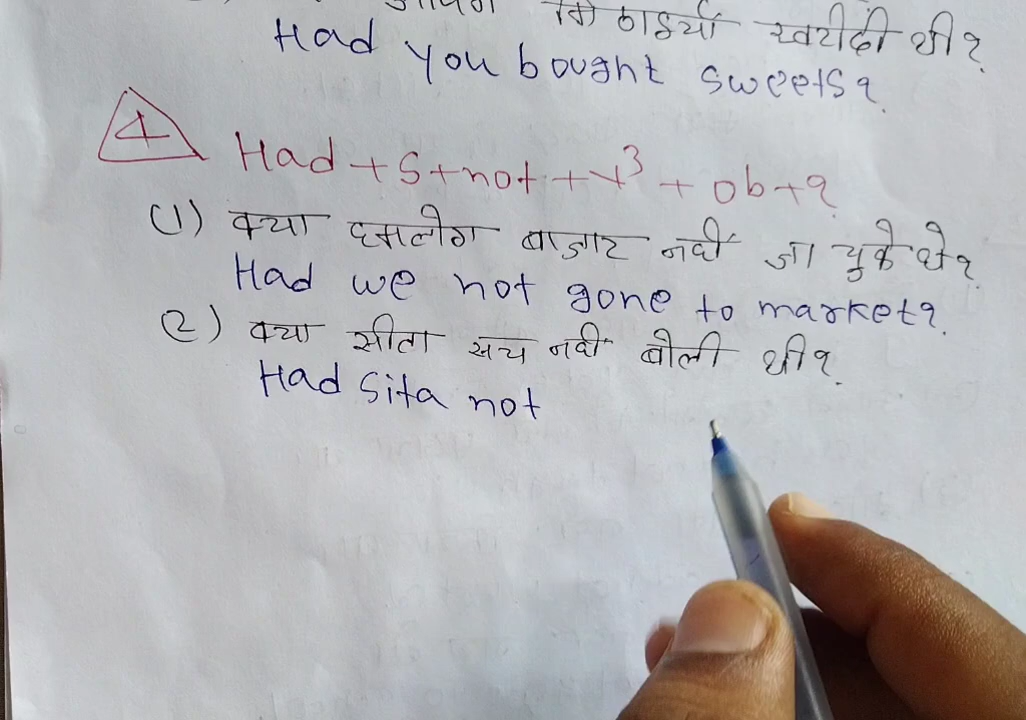 मिठाइयाँ खरीदी थी?
Had you bought sweets?
4
Had + S + not + v³ + ob + ?
(1) क्या हमलोग बाजार नहीं जा चुके थे?
Had we not gone to market?
(2) क्या सीता सच नहीं बोली थी?
Had Sita not